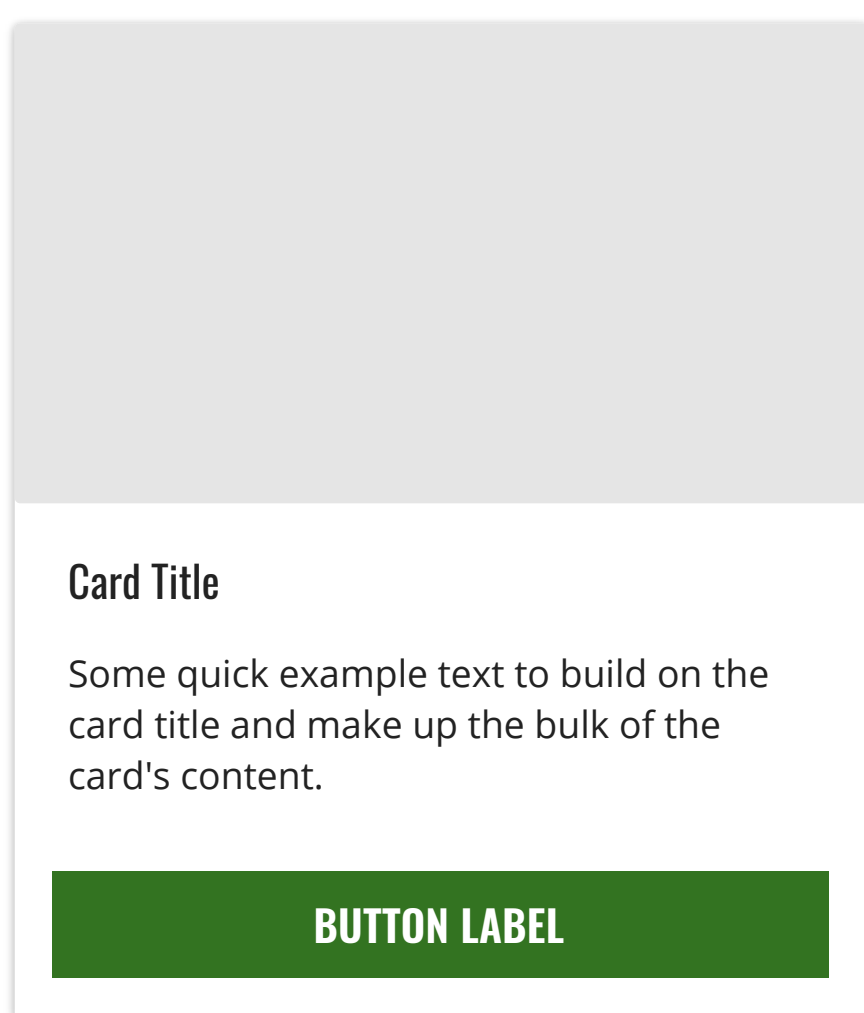 Card Title
Some quick example text to build on the
card title and make up the bulk of the
card's content.
BUTTON LABEL